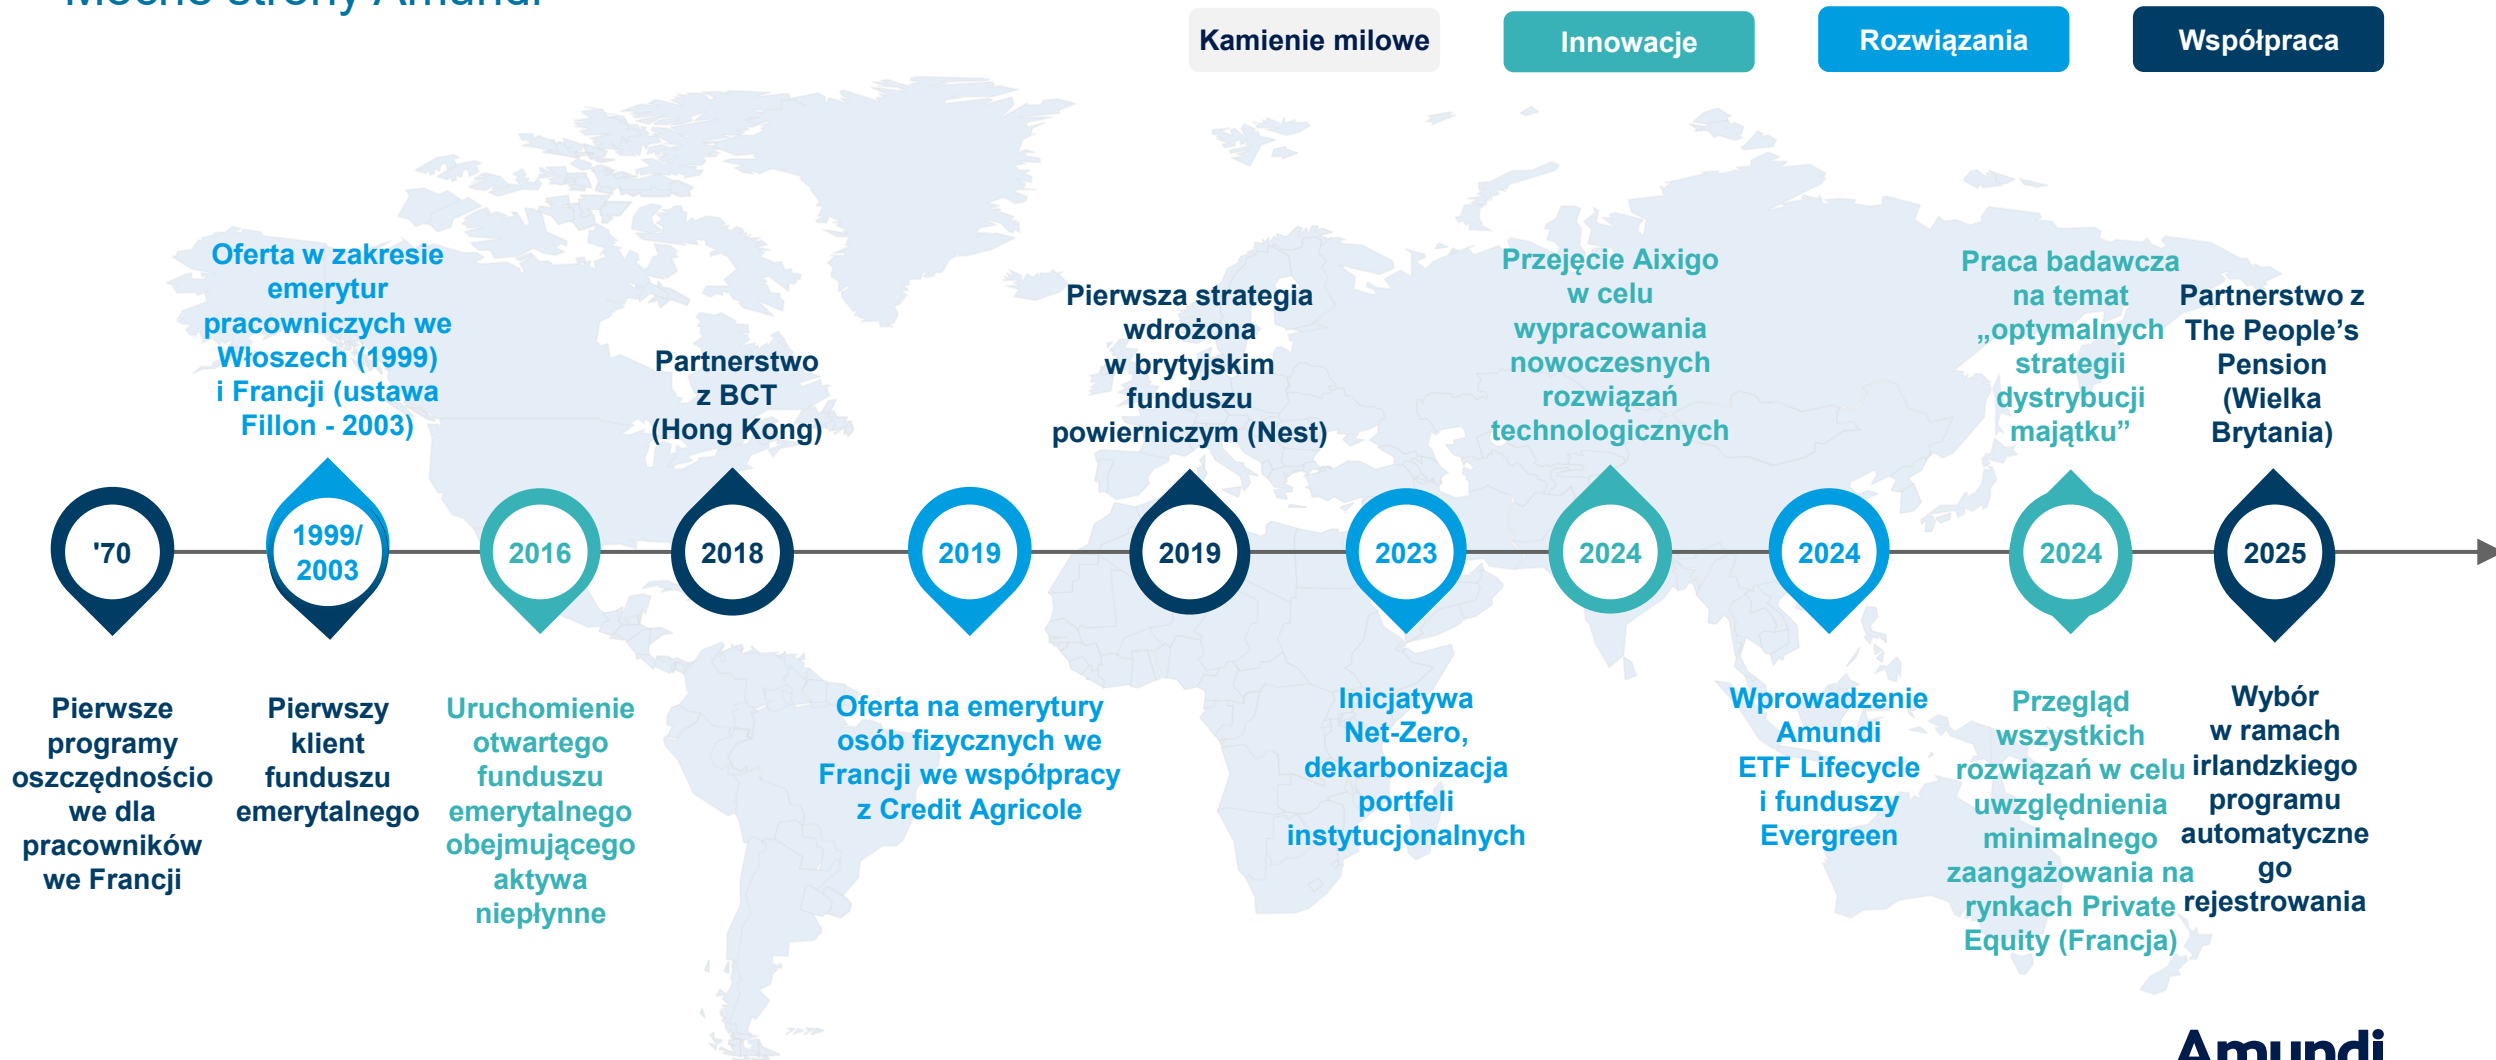 Mocne strony Amundi
Kamienie milowe
Innowacje
Rozwiązania
Współpraca
Oferta w zakresie
emerytur
pracowniczych we
Włoszech (1999)
i Francji (ustawa
Fillon - 2003)
Partnerstwo
z BCT
(Hong Kong)
Pierwsza strategia
wdrożona
w brytyjskim
funduszu
powierniczym (Nest)
Przejęcie Aixigo
w celu
wypracowania
nowoczesnych
rozwiązań
technologicznych
Praca badawcza
na temat
„optymalnych
strategii
dystrybucji
majątku”
Partnerstwo z
The People’s
Pension
(Wielka
Brytania)
'70
1999/
2003
2016
2018
2019
2019
2023
2024
2024
2024
2025
Pierwsze
programy
oszczędnościo
we dla
pracowników
we Francji
Pierwszy
klient
funduszu
emerytalnego
Uruchomienie
otwartego
funduszu
emerytalnego
obejmującego
aktywa
niepłynne
Oferta na emerytury
osób fizycznych we
Francji we współpracy
z Credit Agricole
Inicjatywa
Net-Zero,
dekarbonizacja
portfeli
instytucjonalnych
Wprowadzenie
Amundi
ETF Lifecycle
i funduszy
Evergreen
Przegląd
wszystkich
rozwiązań w celu
uwzględnienia
minimalnego
zaangażowania na
rynkach Private
Equity (Francja)
Wybór
w ramach
irlandzkiego
programu
automatyczne
go
rejestrowania
Amundi